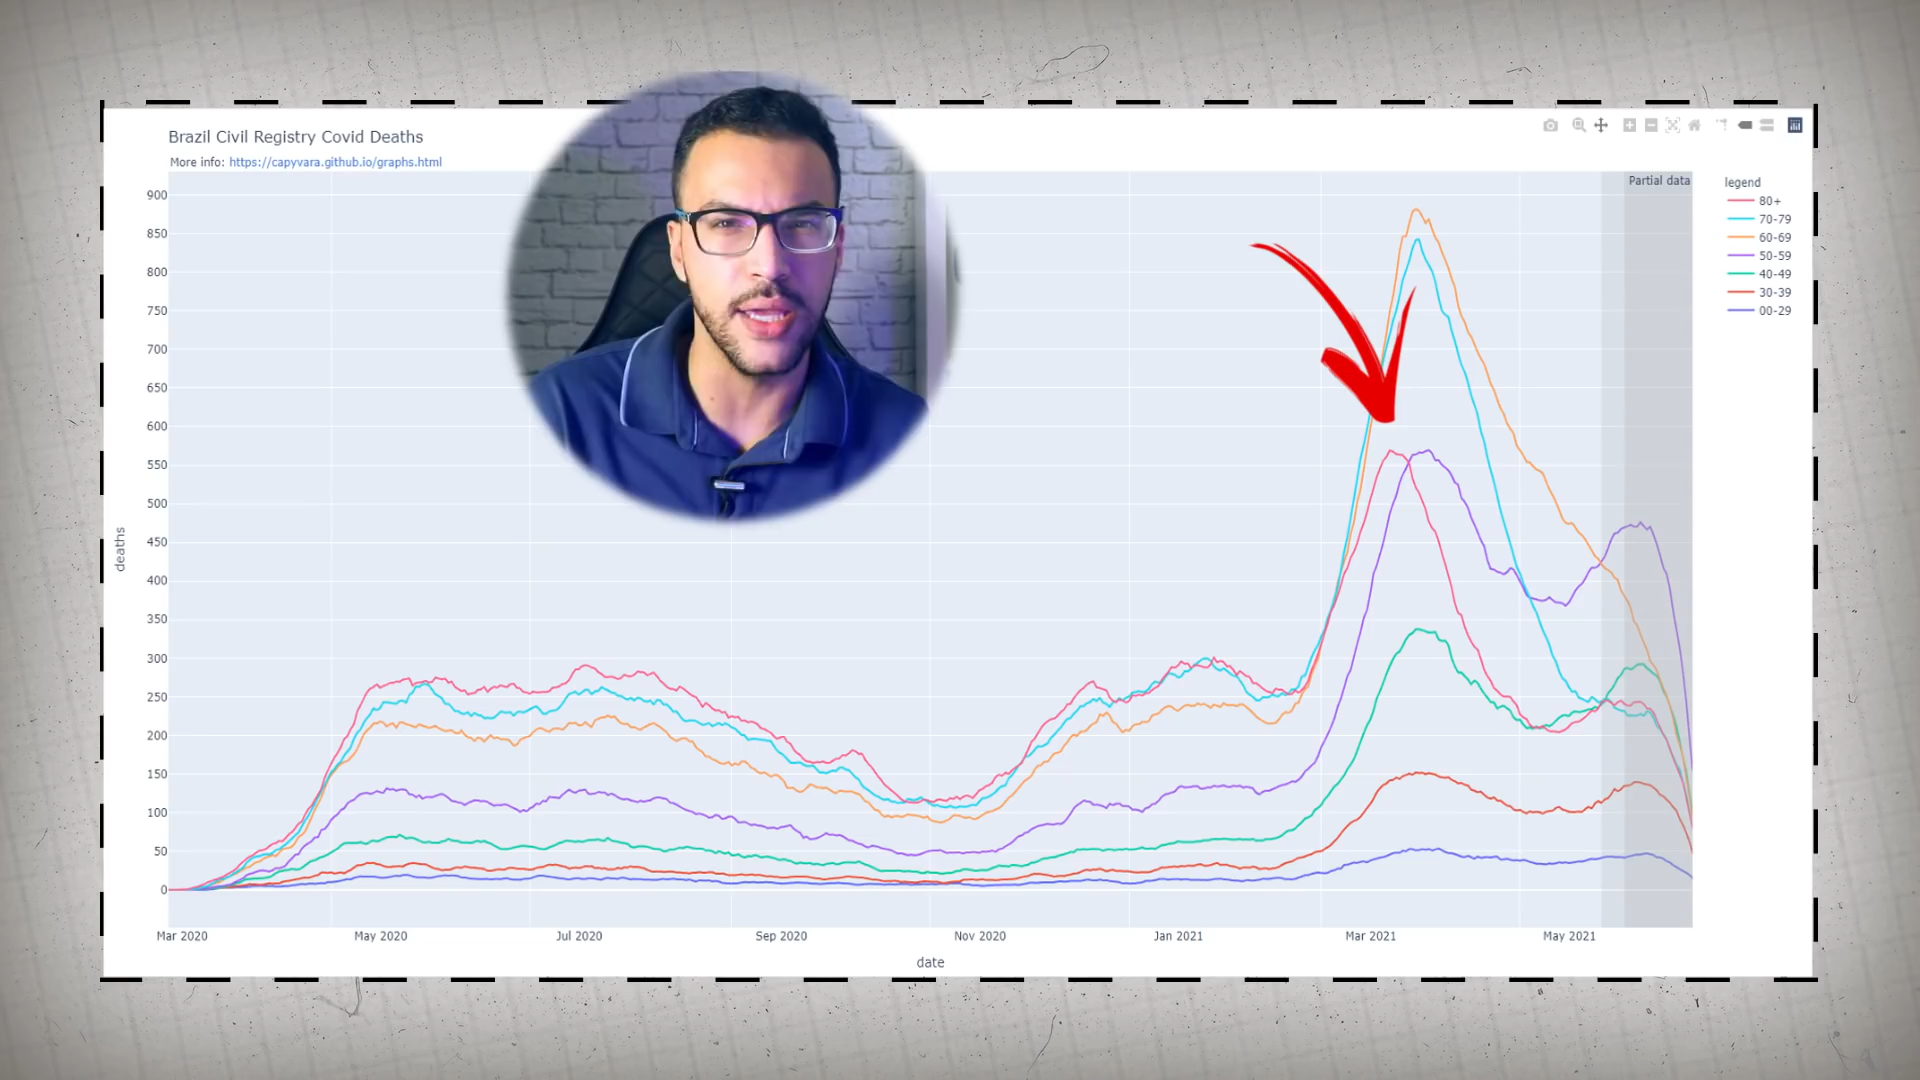 Brazil Civil Registry Covid Deaths
More info: https://capyvara.github.io/graphs.html
Partial data
legend
80+
70-79
60-69
50-59
40-49
30-39
00-29
900
850
800
750
700
650
600
550
500
450
400
350
300
250
200
150
100
50
0
deaths
Mar 2020
May 2020
Jul 2020
Sep 2020
Nov 2020
Jan 2021
Mar 2021
May 2021
date